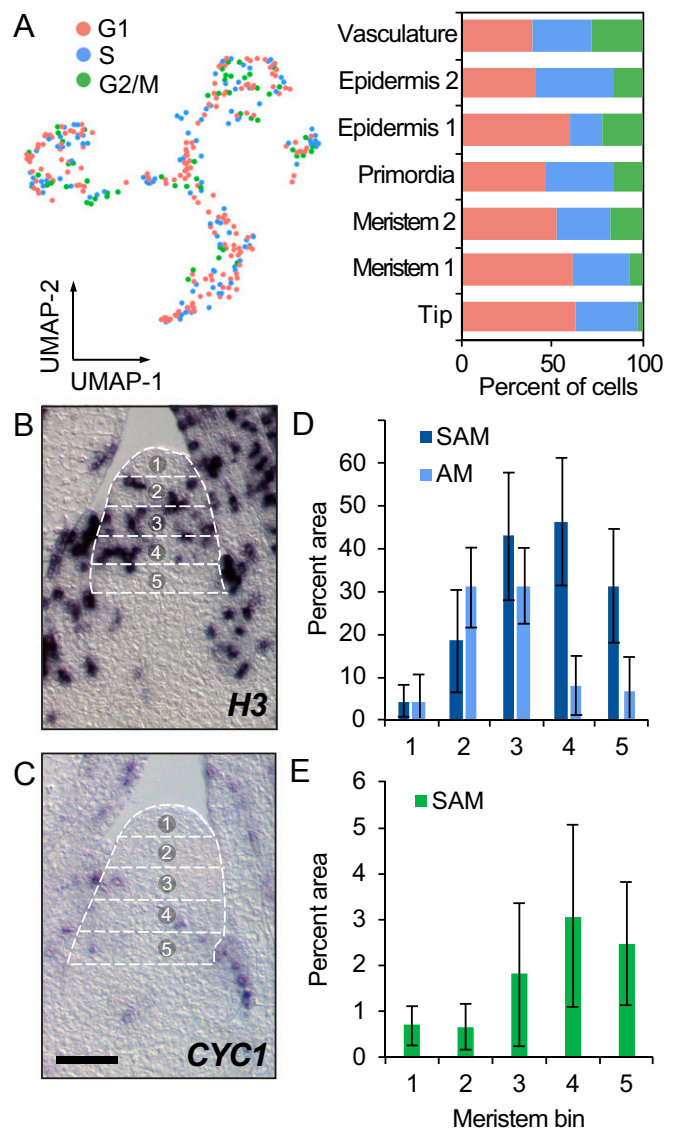 A
G1
S
G2/M
UMAP-2
UMAP-1
Vasculature
Epidermis 2
Epidermis 1
Primordia
Meristem 2
Meristem 1
Tip
0 50 100
Percent of cells
B
1
2
3
4
5
H3
C
1
2
3
4
5
CYC1
D
SAM
AM
Percent area
60
50
40
30
20
10
0
1 2 3 4 5
E
SAM
Percent area
6
5
4
3
2
1
0
1 2 3 4 5
Meristem bin